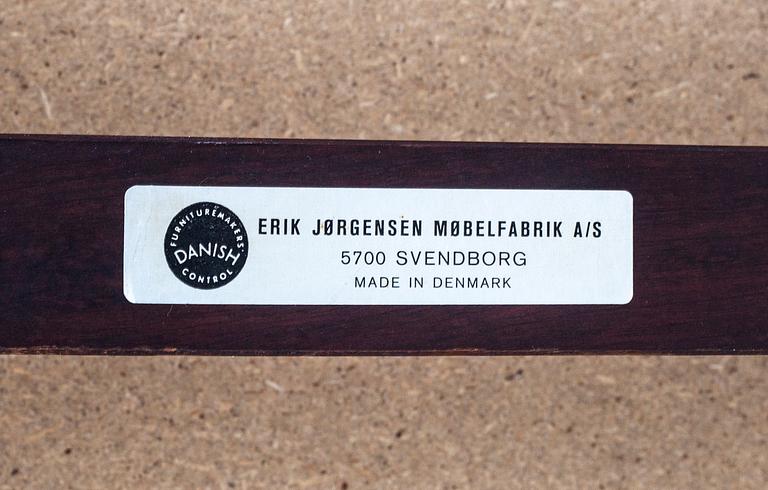 FURNITUREMAKERS'
DANISH
CONTROL
ERIK JØRGENSEN MØBELFABRIK A/S
5700 SVENDBORG
MADE IN DENMARK